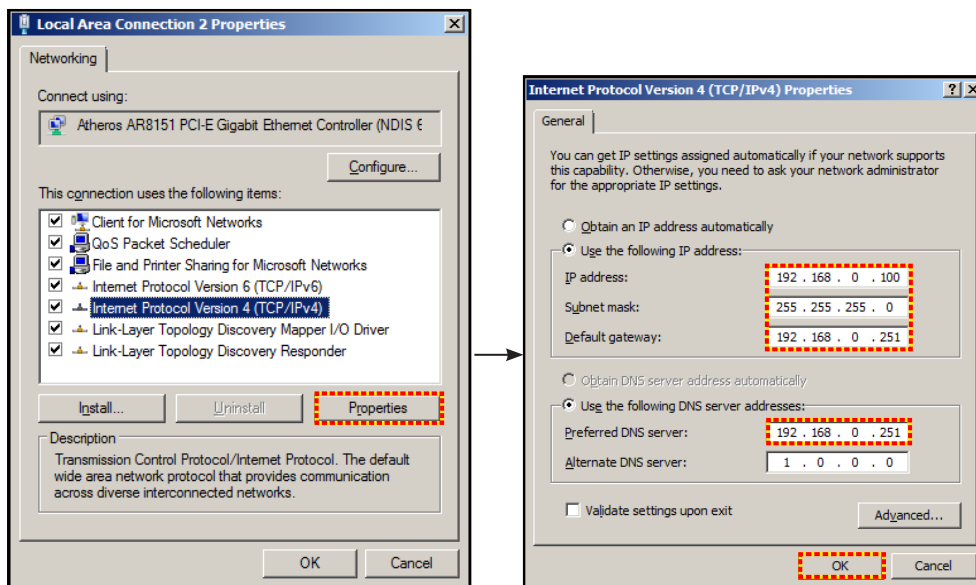 Local Area Connection 2 Properties
Networking
Connect using:
Atheros AR8151 PCI-E Gigabit Ethernet Controller (NDIS 6
Configure...
This connection uses the following items:
Client for Microsoft Networks
QoS Packet Scheduler
File and Printer Sharing for Microsoft Networks
Internet Protocol Version 6 (TCP/IPv6)
Internet Protocol Version 4 (TCP/IPv4)
Link-Layer Topology Discovery Mapper I/O Driver
Link-Layer Topology Discovery Responder
Install...
Uninstall
Properties
Description
Transmission Control Protocol/Internet Protocol. The default
wide area network protocol that provides communication
across diverse interconnected networks.
OK
Cancel
Internet Protocol Version 4 (TCP/IPv4) Properties
General
You can get IP settings assigned automatically if your network supports
this capability. Otherwise, you need to ask your network administrator
for the appropriate IP settings.
Obtain an IP address automatically
Use the following IP address:
IP address: 192 . 168 . 0 . 100
Subnet mask: 255 . 255 . 255 . 0
Default gateway: 192 . 168 . 0 . 251
Obtain DNS server address automatically
Use the following DNS server addresses:
Preferred DNS server: 192 . 168 . 0 . 251
Alternate DNS server: 1 . 0 . 0 . 0
Validate settings upon exit
Advanced...
OK
Cancel